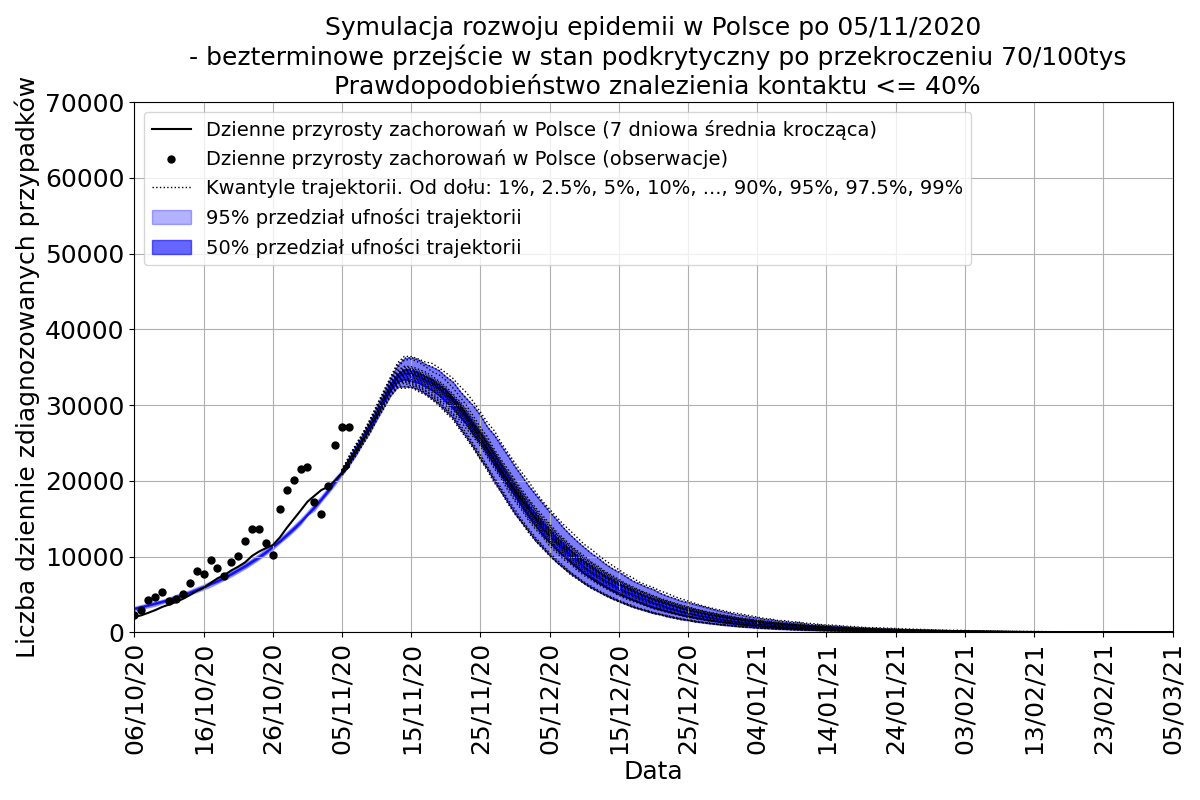 Symulacja rozwoju epidemii w Polsce po 05/11/2020
- bezterminowe przejście w stan podkrytyczny po przekroczeniu 70/100tys
Prawdopodobieństwo znalezienia kontaktu <= 40%
Liczba dziennie zdiagnozowanych przypadków
70000
60000
50000
40000
30000
20000
10000
0
Dzienne przyrosty zachorowań w Polsce (7 dniowa średnia krocząca)
Dzienne przyrosty zachorowań w Polsce (obserwacje)
Kwantyle trajektorii. Od dołu: 1%, 2.5%, 5%, 10%, ..., 90%, 95%, 97.5%, 99%
95% przedział ufności trajektorii
50% przedział ufności trajektorii
06/10/20
16/10/20
26/10/20
05/11/20
15/11/20
25/11/20
05/12/20
15/12/20
25/12/20
04/01/21
14/01/21
24/01/21
03/02/21
13/02/21
23/02/21
05/03/21
Data